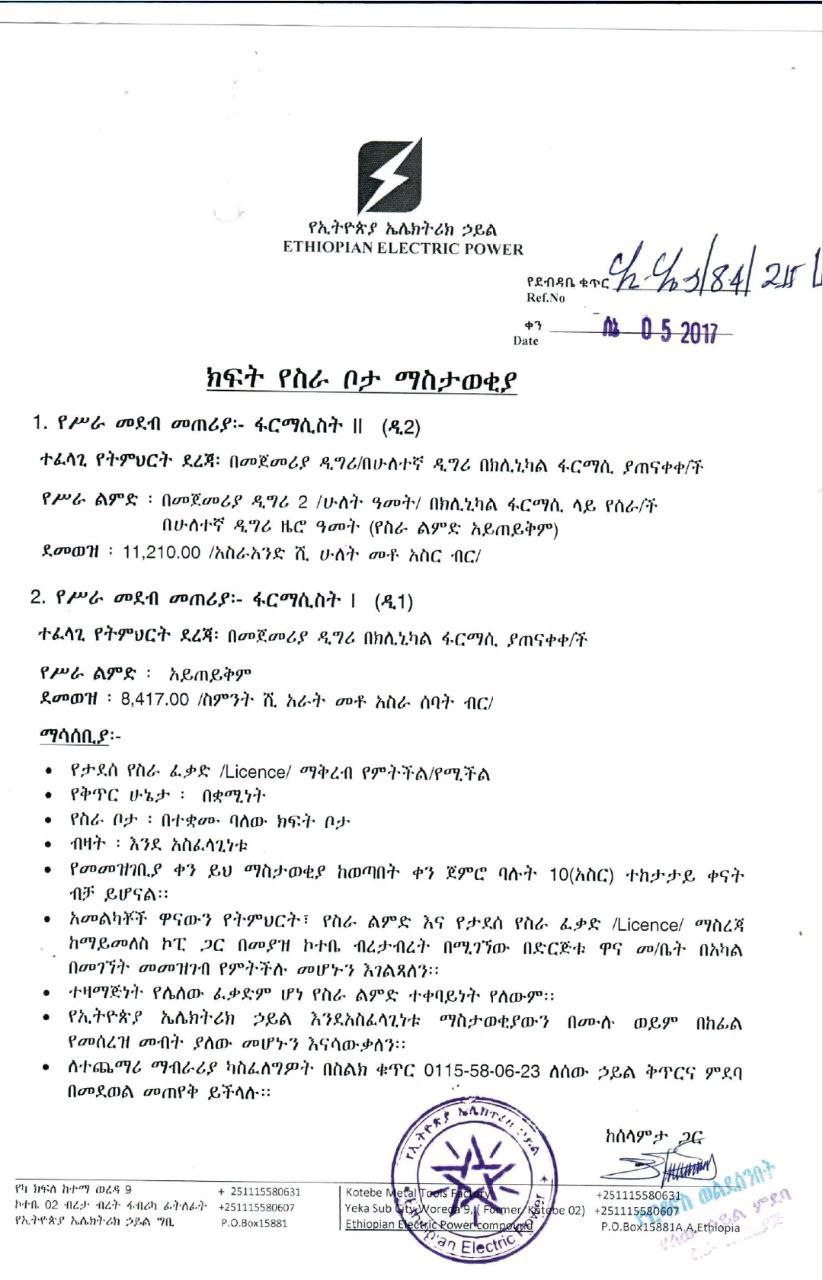 የኢትዮጵያ ኤሌክትሪክ ኃይል
ETHIOPIAN ELECTRIC POWER
የደብዳቤ ቁጥር
Ref.No
ቀን ሰኔ 05 2017
Date
ክፍት የስራ ቦታ ማስታወቂያ
1. የሥራ መደብ መጠሪያ፦ ፋርማሲስት II (ዲ2)
ተፈላጊ የትምህርት ደረጃ፡ በመጀመሪያ ዲግሪ/በሁለተኛ ዲግሪ በክሊኒካል ፋርማሲ ያጠናቀቀ/ች
የሥራ ልምድ ፡ በመጀመሪያ ዲግሪ 2 /ሁለት ዓመት/ በክሊኒካል ፋርማሲ ላይ የሰራ/ች
በሁለተኛ ዲግሪ ዜሮ ዓመት (የስራ ልምድ አይጠይቅም)
ደመወዝ ፡ 11,210.00 /አስራአንድ ሺ ሁለት መቶ አስር ብር/
2. የሥራ መደብ መጠሪያ፦ ፋርማሲስት I (ዲ1)
ተፈላጊ የትምህርት ደረጃ፡ በመጀመሪያ ዲግሪ በክሊኒካል ፋርማሲ ያጠናቀቀ/ች
የሥራ ልምድ ፡ አይጠይቅም
ደመወዝ ፡ 8,417.00 /ስምንት ሺ አራት መቶ አስራ ሰባት ብር/
ማሳሰቢያ፦
• የታደሰ የስራ ፈቃድ /Licence/ ማቅረብ የምትችል/የሚችል
• የቅጥር ሁኔታ ፡ በቋሚነት
• የስራ ቦታ ፡ በተቋሙ ባለው ክፍት ቦታ
• ብዛት ፡ እንደ አስፈላጊነቱ
• የመመዝገቢያ ቀን ይህ ማስታወቂያ ከወጣበት ቀን ጀምሮ ባሉት 10(አስር) ተከታታይ ቀናት
ብቻ ይሆናል፡፡
• አመልካቾች ዋናውን የትምህርት፣ የስራ ልምድ እና የታደሰ የስራ ፈቃድ /Licence/ ማስረጃ
ከማይመለስ ኮፒ ጋር በመያዝ ኮተቤ ብረታብረት በሚገኘው በድርጅቱ ዋና መ/ቤት በአካል
በመገኘት መመዝገብ የምትችሉ መሆኑን እገልጻለን፡፡
• ተዛማጅነት የሌለው ፈቃድም ሆነ የስራ ልምድ ተቀባይነት የለውም፡፡
• የኢትዮጵያ ኤሌክትሪክ ኃይል እንደአስፈላጊነቱ ማስታወቂያውን በሙሉ ወይም በከፊል
የመሰረዝ መብት ያለው መሆኑን እናሳውቃለን፡፡
• ለተጨማሪ ማብራሪያ ካስፈለግዎት በስልክ ቁጥር 0115-58-06-23 ለሰው ኃይል ቅጥርና ምደባ
በመደወል መጠየቅ ይችላሉ፡፡
ከሰላምታ ጋር
የኢትዮጵያ ኤሌክትሪክ ኃይል
Ethiopian Electric Power
የካ ክፍለ ከተማ ወረዳ 9 + 251115580631 Kotebe Metal Tools Factory +251115580631
ኮተቤ 02 ብረታ ብረት ፋብሪካ ፊትለፊት +251115580607 Yeka Sub City Woreda 9, ( Former Kotebe 02) +251115580607
የኢትዮጵያ ኤሌክትሪክ ኃይል ግቢ P.O.Box15881 Ethiopian Electric Power compound P.O.Box15881A.A,Ethiopia